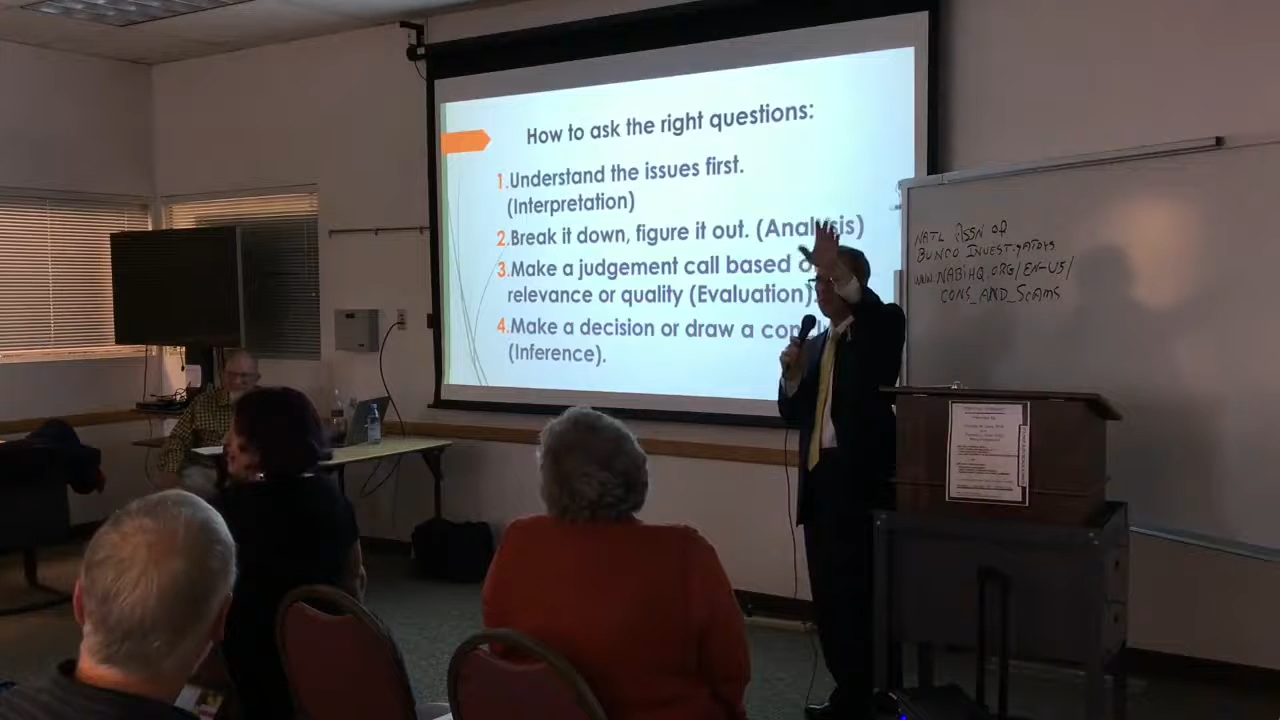 How to ask the right questions:
1.Understand the issues first.
(Interpretation)
2.Break it down, figure it out. (Analysis)
3.Make a judgement call based
relevance or quality (Evaluation).
4.Make a decision or draw a
(Inference).
NATL ASSN OF
BUNCO INVESTIGATORS
WWW.NABIHQ.ORG/EN-US/
CONS_AND_SCAMS